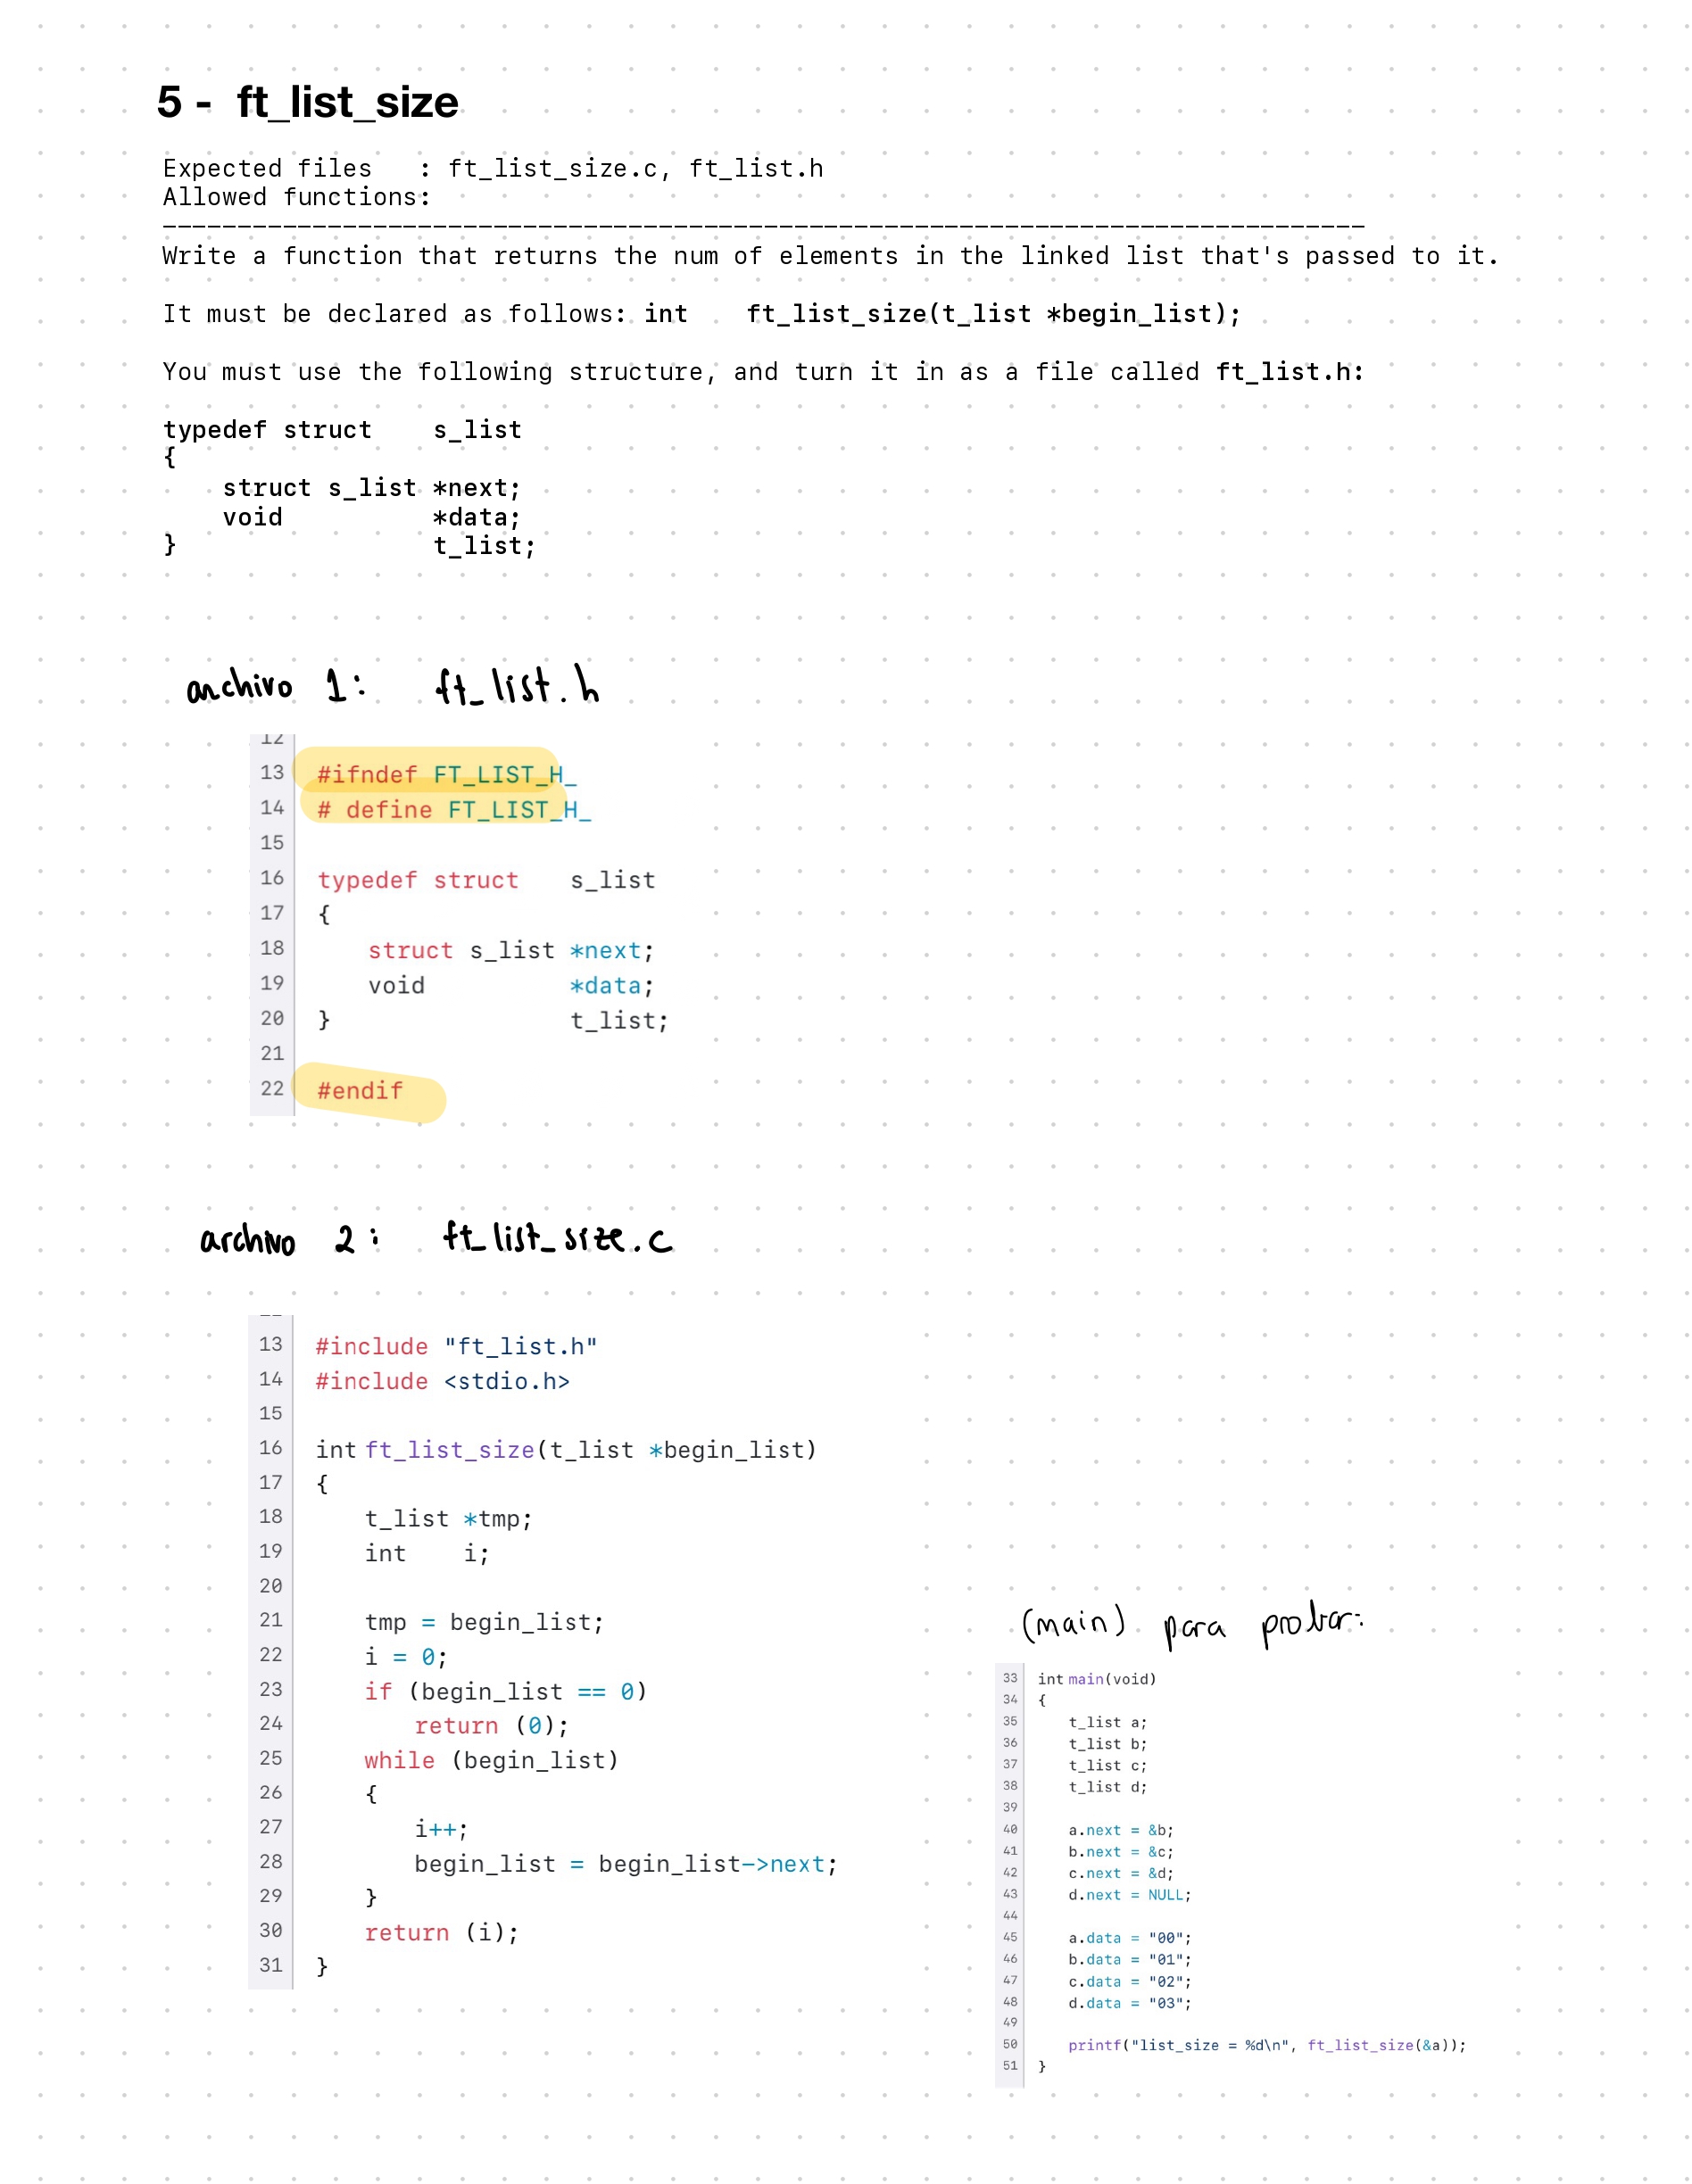 5 - ft_list_size
Expected files   : ft_list_size.c, ft_list.h
Allowed functions:
--------------------------------------------------------------------------------
Write a function that returns the num of elements in the linked list that's passed to it.
It must be declared as follows: int    ft_list_size(t_list *begin_list);
You must use the following structure, and turn it in as a file called ft_list.h:
typedef struct    s_list
{
    struct s_list *next;
    void          *data;
}                 t_list;
archivo 1:    ft_list.h
12
13 #ifndef FT_LIST_H_
14 # define FT_LIST_H_
15
16 typedef struct    s_list
17 {
18     struct s_list *next;
19     void          *data;
20 }                 t_list;
21
22 #endif
archivo 2:    ft_list_size.c
13 #include "ft_list.h"
14 #include <stdio.h>
15
16 int ft_list_size(t_list *begin_list)
17 {
18     t_list *tmp;
19     int    i;
20
21     tmp = begin_list;
22     i = 0;
23     if (begin_list == 0)
24         return (0);
25     while (begin_list)
26     {
27         i++;
28         begin_list = begin_list->next;
29     }
30     return (i);
31 }
(main) para probar:
33 int main(void)
34 {
35     t_list a;
36     t_list b;
37     t_list c;
38     t_list d;
39
40     a.next = &b;
41     b.next = &c;
42     c.next = &d;
43     d.next = NULL;
44
45     a.data = "00";
46     b.data = "01";
47     c.data = "02";
48     d.data = "03";
49
50     printf("list_size = %d\n", ft_list_size(&a));
51 }